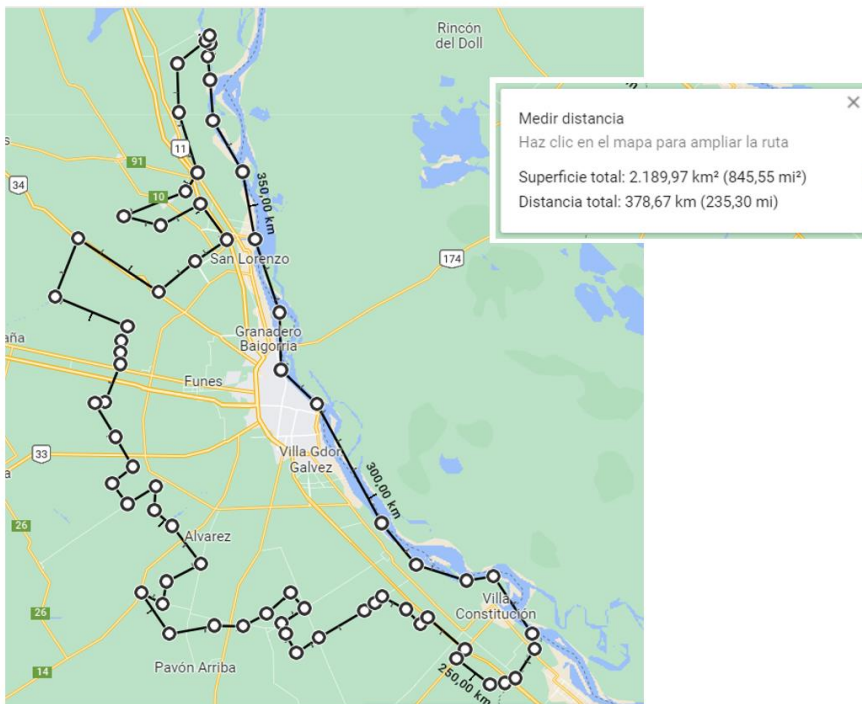 Rincón
del Doll
Medir distancia
Haz clic en el mapa para ampliar la ruta
Superficie total: 2.189,97 km² (845,55 mi²)
Distancia total: 378,67 km (235,30 mi)
11
91
34
10
350,00 km
174
San Lorenzo
Granadero
Baigorria
aña
Funes
33
Villa Gdor.
Galvez
300,00 km
26
Alvarez
26
Villa
Constitución
14
Pavón Arriba
250,00 km